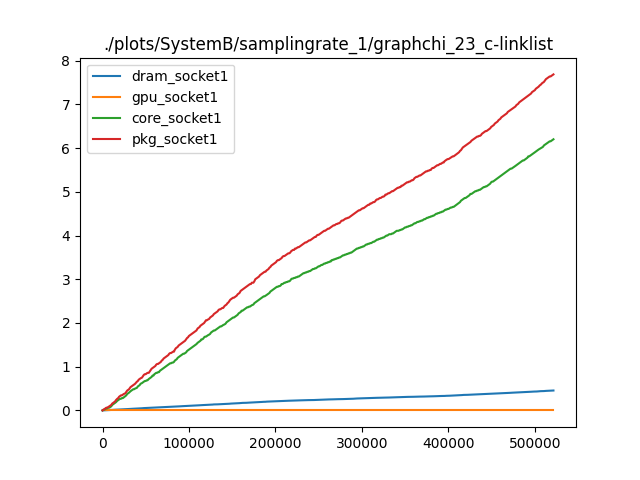 ./plots/SystemB/samplingrate_1/graphchi_23_c-linklist
dram_socket1
gpu_socket1
core_socket1
pkg_socket1
8
7
6
5
4
3
2
1
0
0 100000 200000 300000 400000 500000